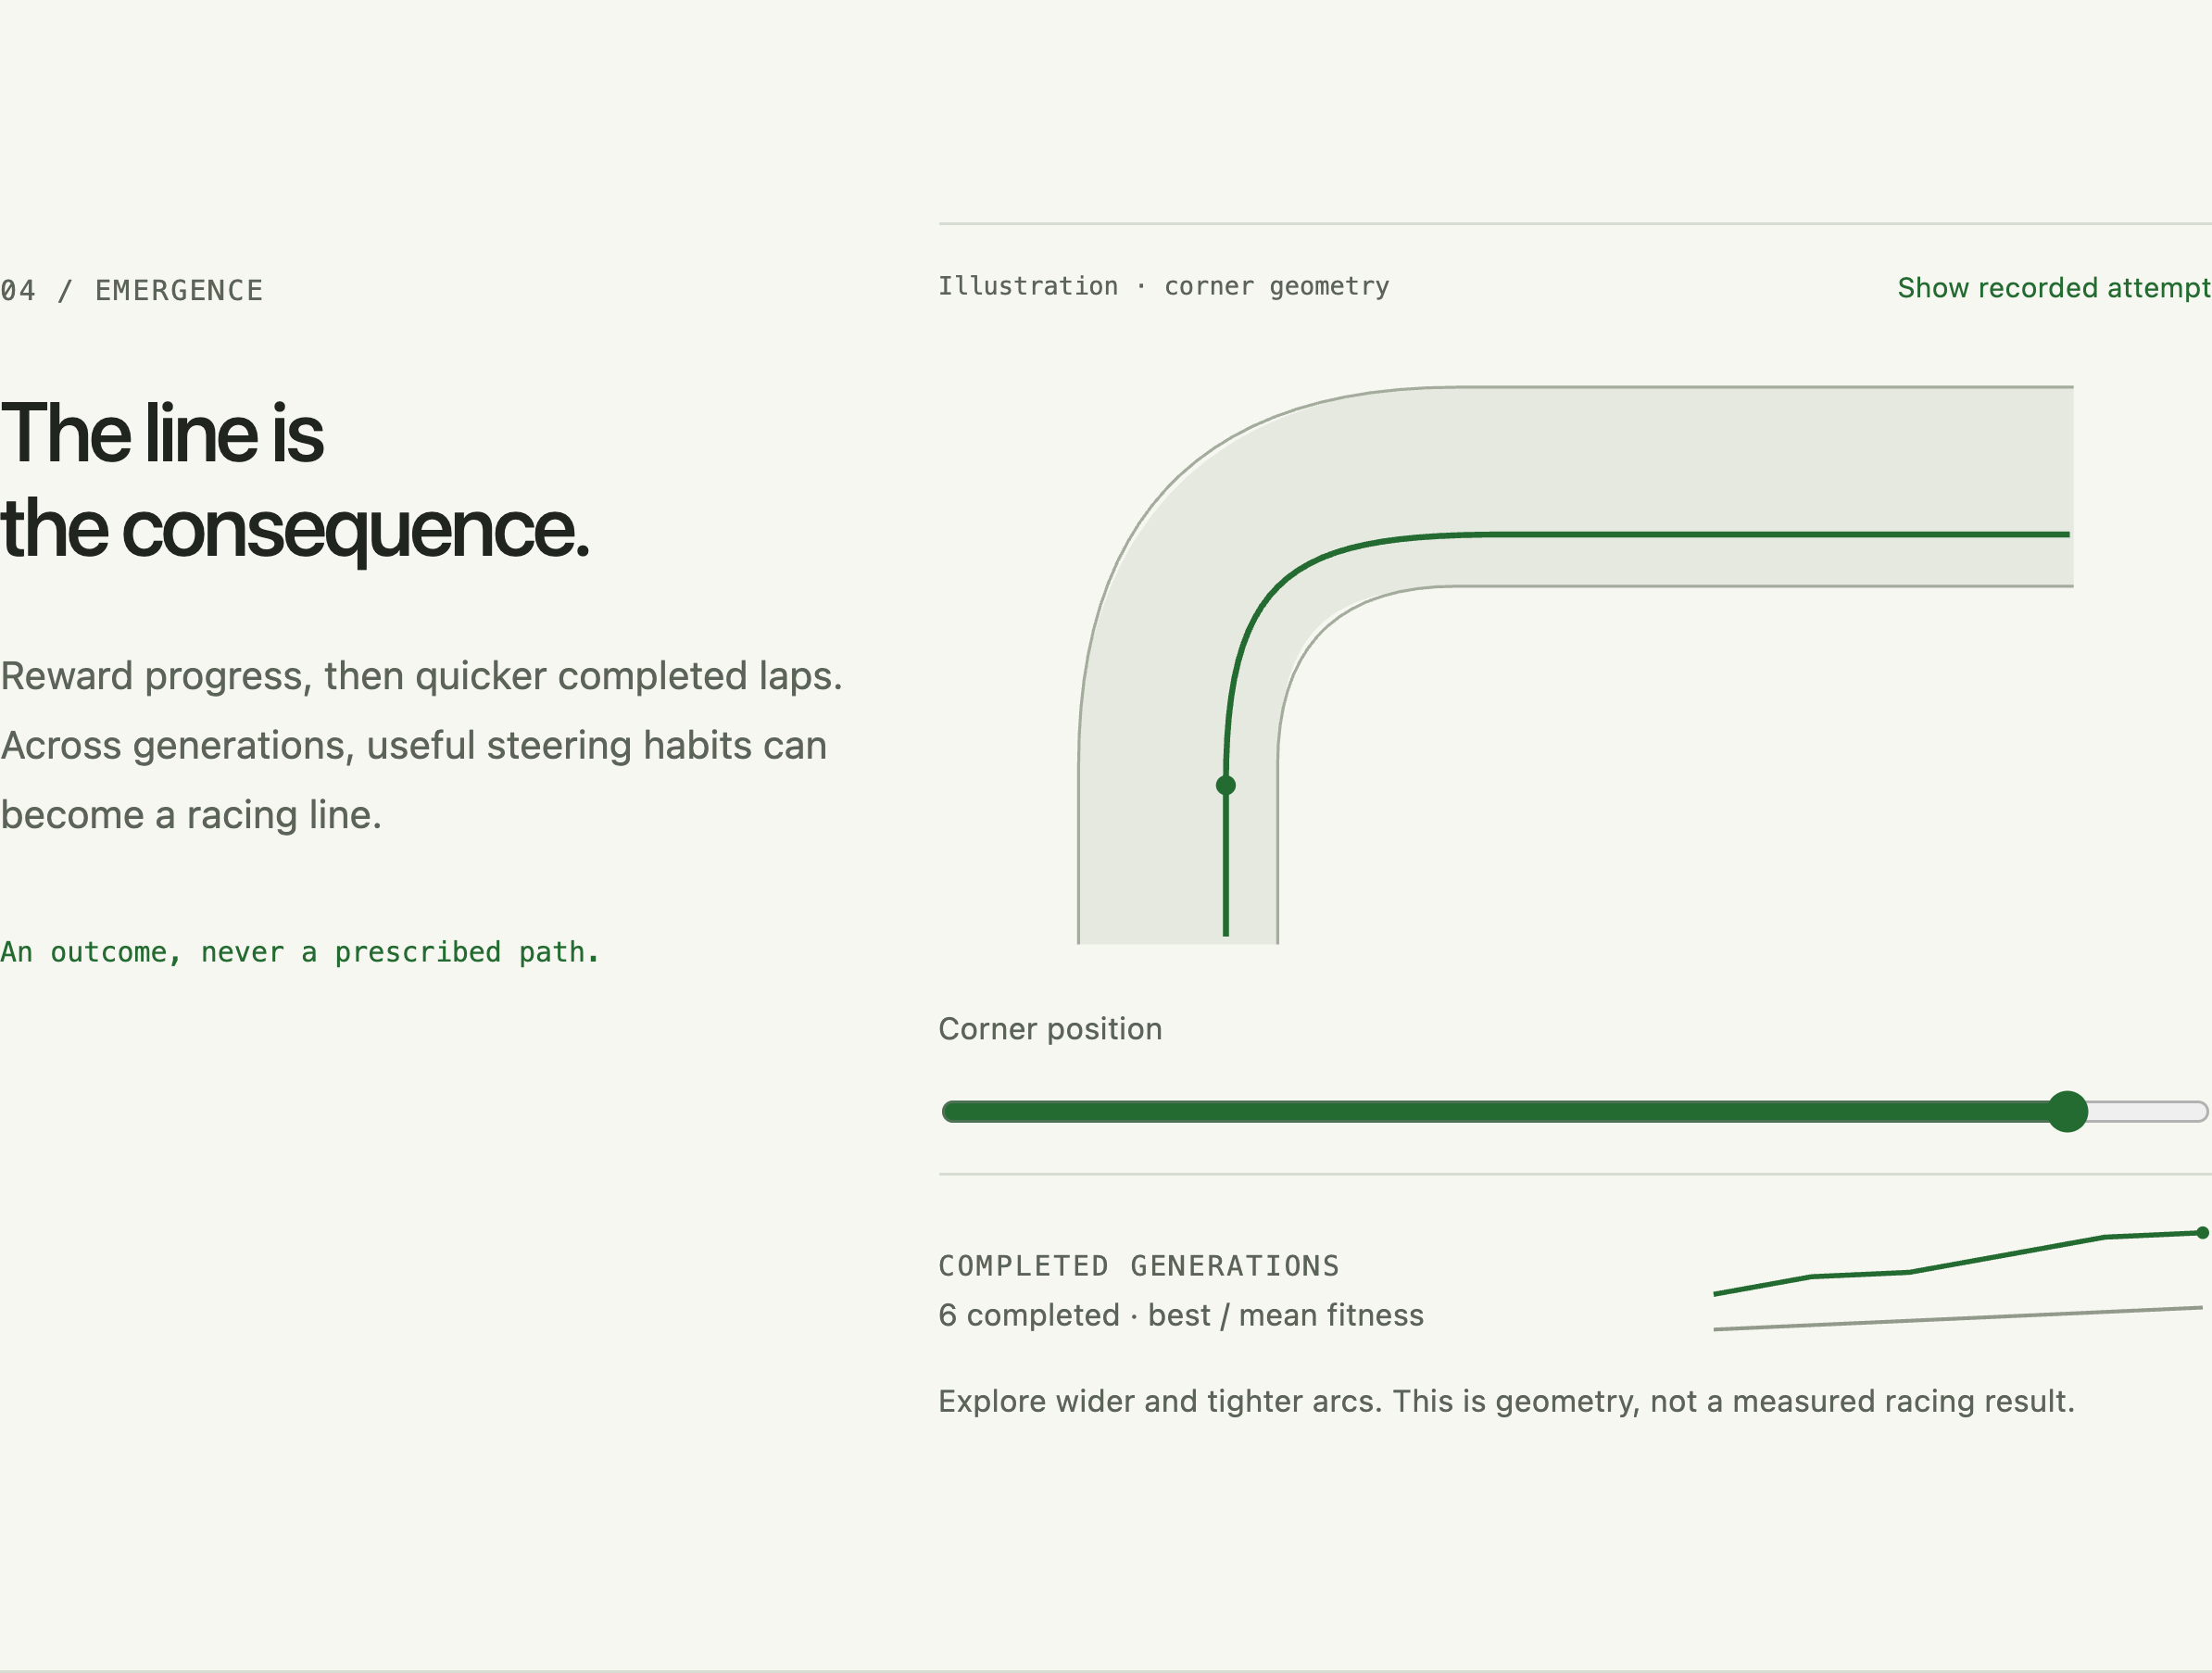 04 / EMERGENCE
The line is
the consequence.
Reward progress, then quicker completed laps.
Across generations, useful steering habits can
become a racing line.
An outcome, never a prescribed path.
Illustration · corner geometry
Show recorded attempt
Corner position
COMPLETED GENERATIONS
6 completed · best / mean fitness
Explore wider and tighter arcs. This is geometry, not a measured racing result.